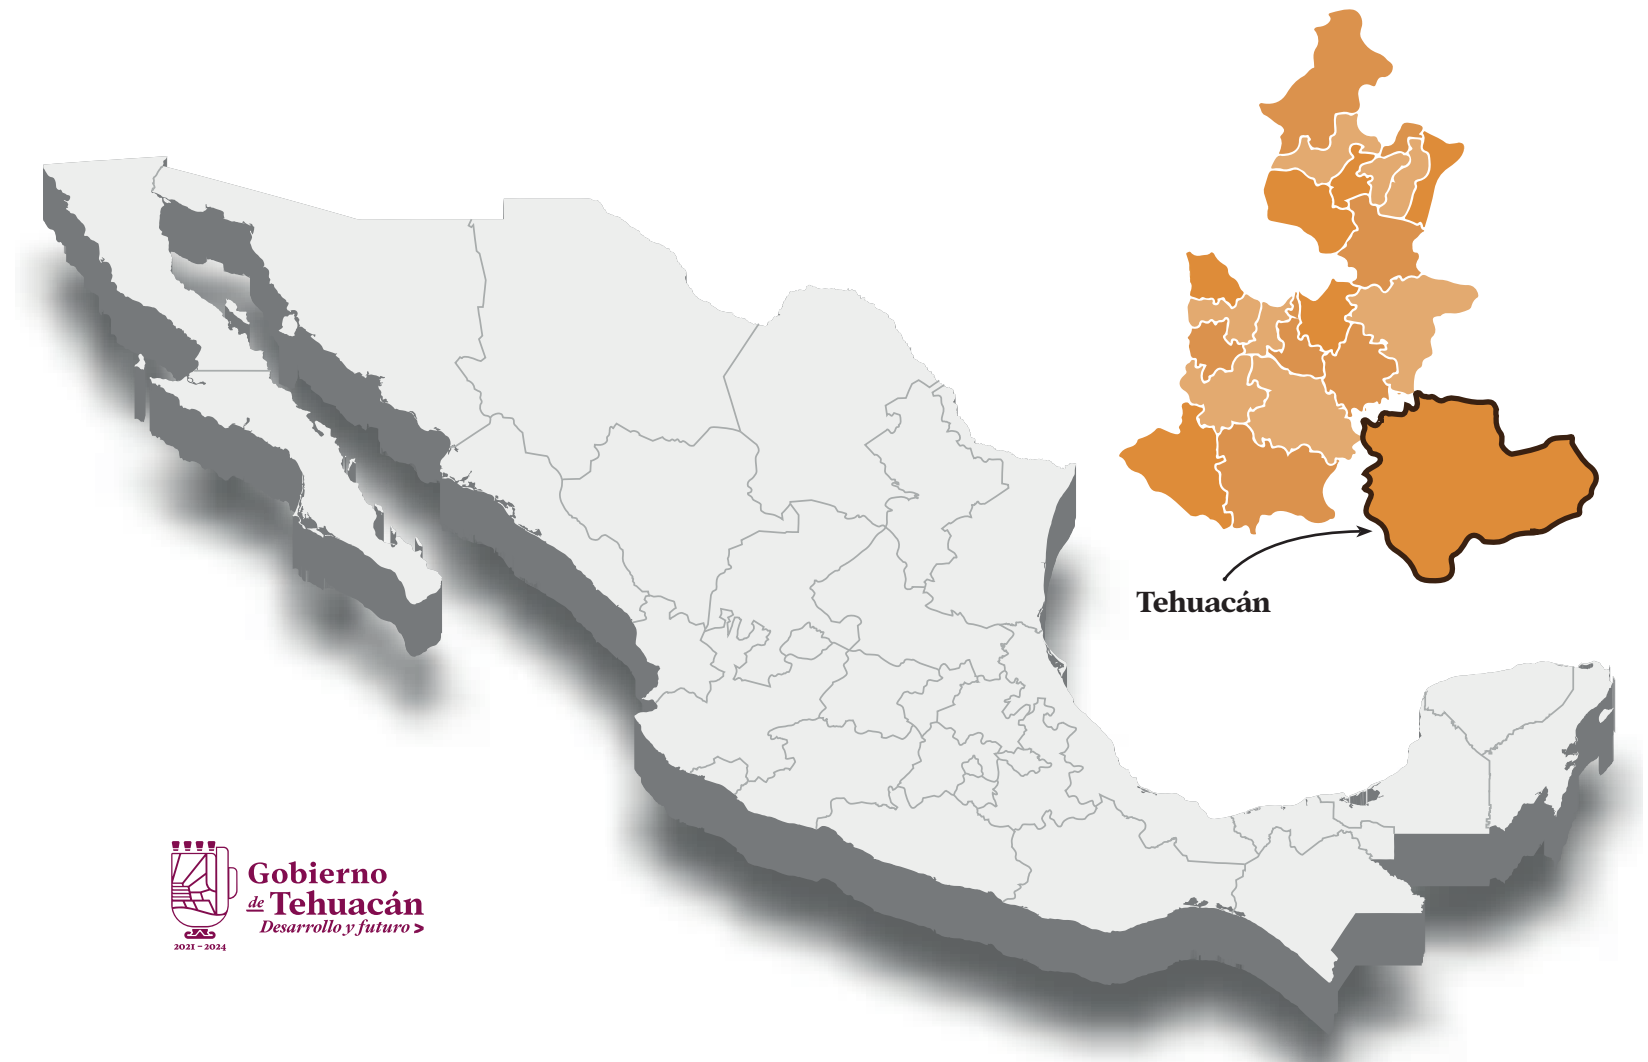 Tehuacán
Gobierno
de Tehuacán
Desarrollo y futuro >
2021 - 2024